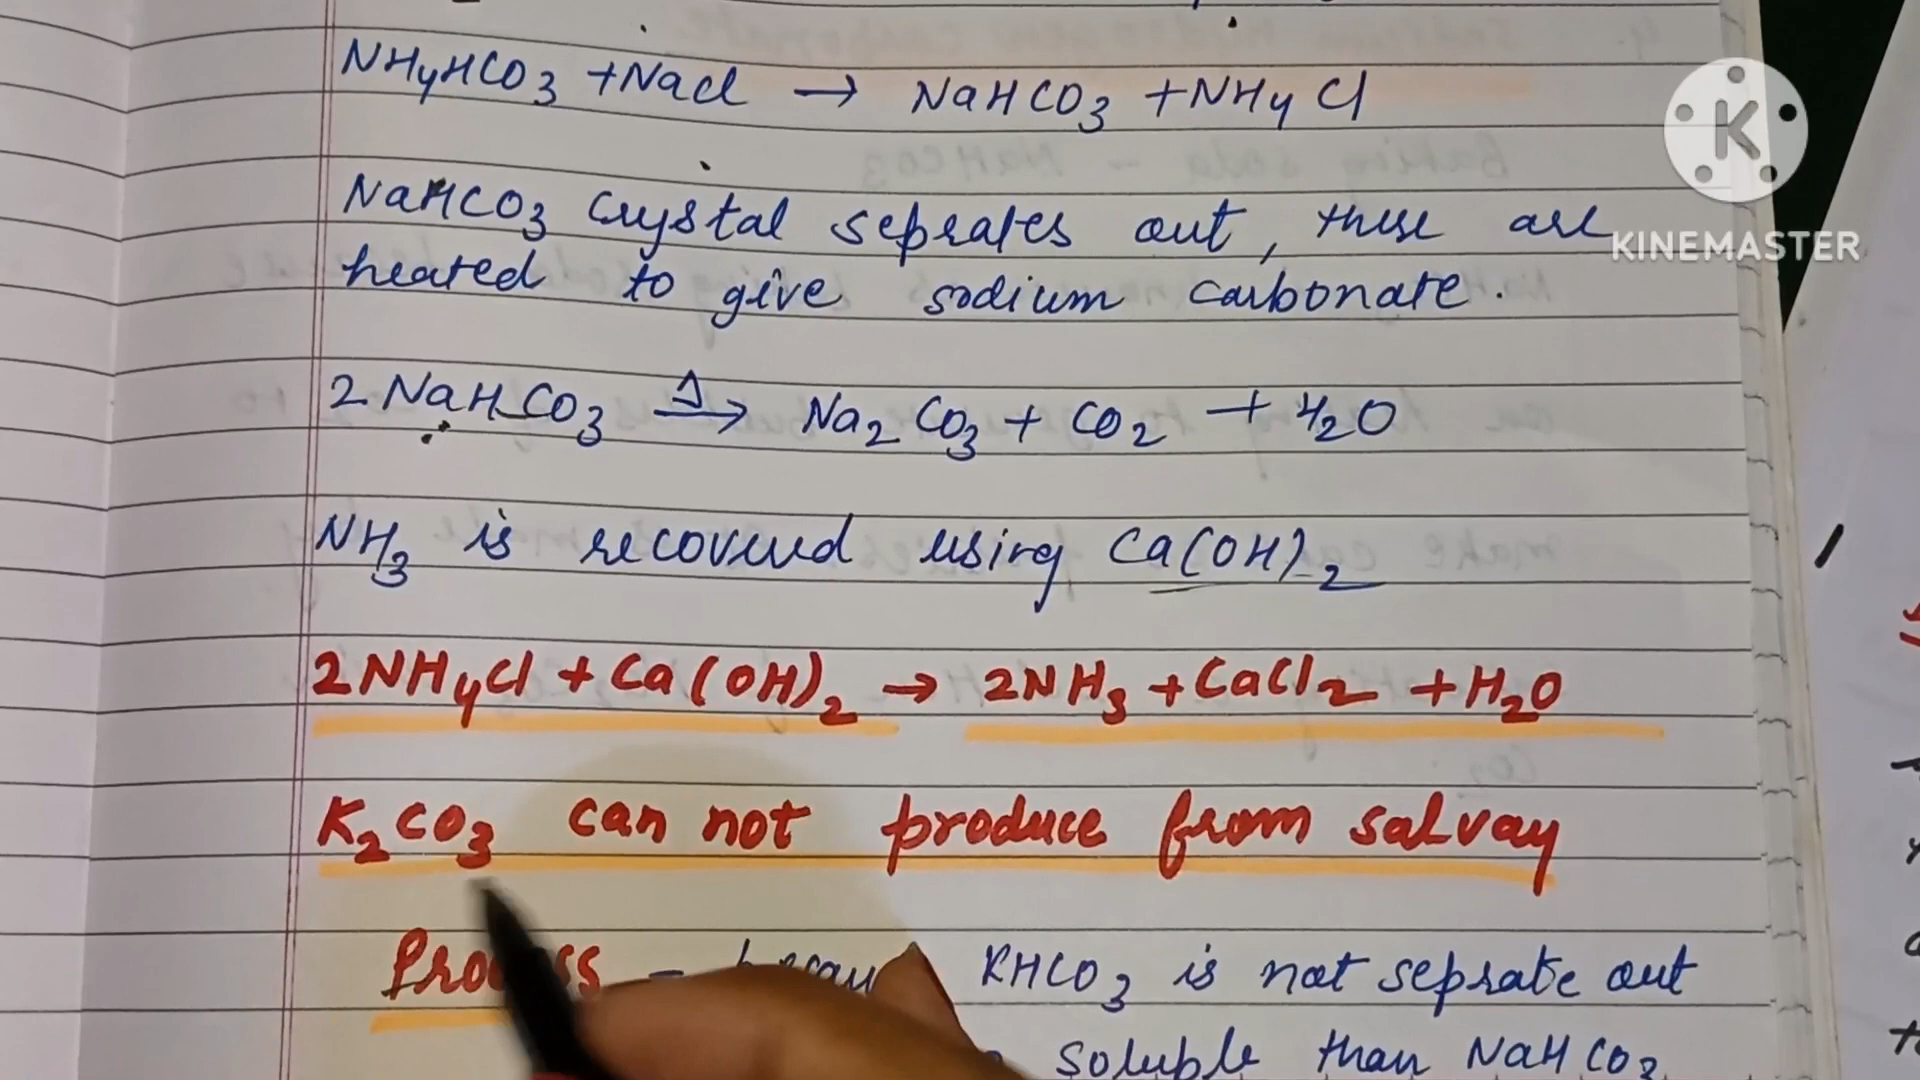 NH4HCO3 + NaCl → NaHCO3 + NH4Cl
K
KINEMASTER
NaHCO3 crystal seprates out, these are
heated to give sodium carbonate.
2NaHCO3 Δ→ Na2CO3 + CO2 + H2O
NH3 is recovered using Ca(OH)2
2NH4Cl + Ca(OH)2 → 2NH3 + CaCl2 + H2O
K2CO3 can not produce from salvay
Process - KHCO3 is not seprate out
soluble than NaHCO3